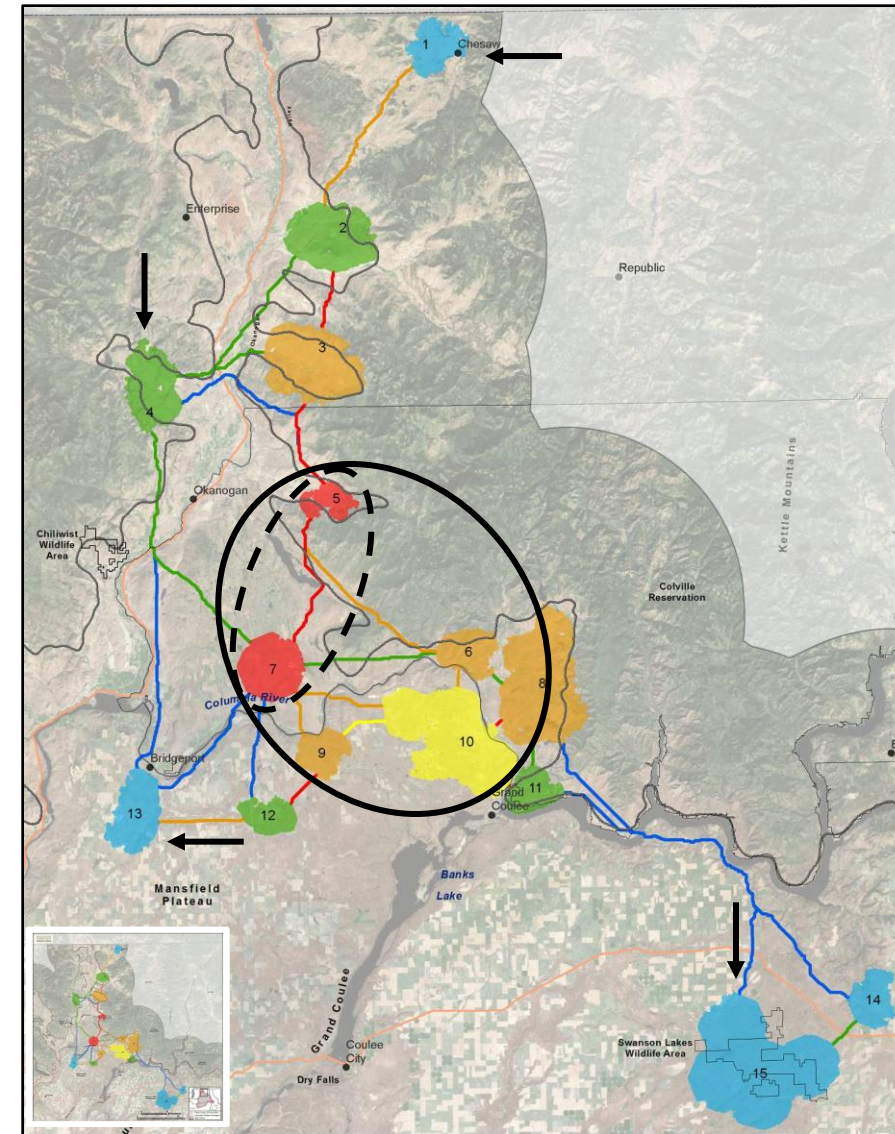 1
Chesaw
Enterprise
2
Republic
3
Okanogan
4
Kettle Mountains
Okanogan
5
Chiliwist
Wildlife
Area
Colville
Reservation
6
7
8
Columbia River
9
10
Bridgeport
11
Grand
Coulee
13
12
Banks
Lake
Mansfield
Plateau
Grand Coulee
14
Swanson Lakes
Wildlife Area
Coulee
City
15
Dry Falls